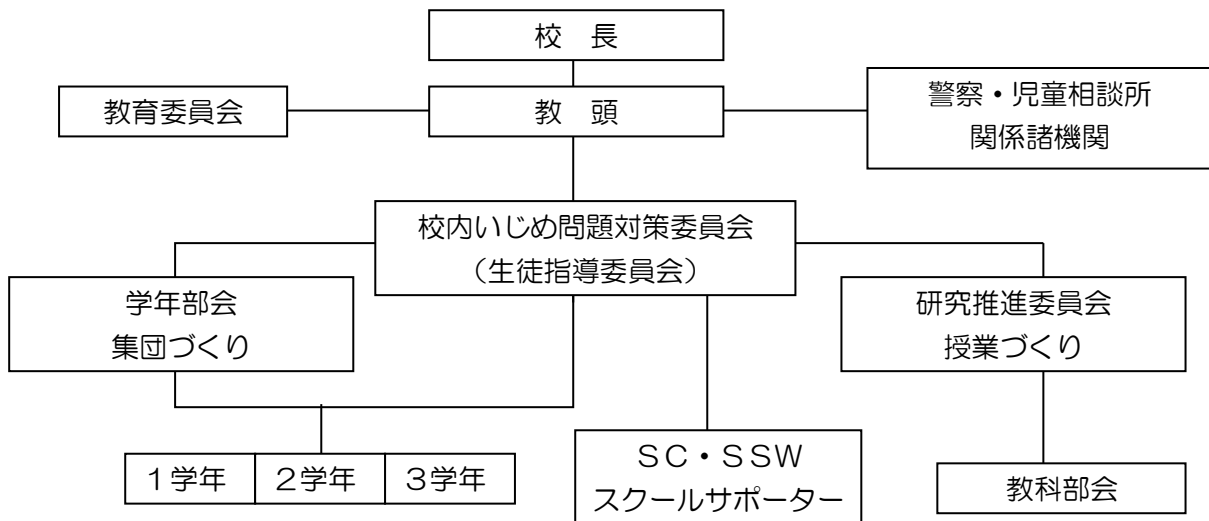 校　長
教育委員会
教　頭
警察・児童相談所
関係諸機関
校内いじめ問題対策委員会
（生徒指導委員会）
学年部会
集団づくり
研究推進委員会
授業づくり
１学年
２学年
３学年
ＳＣ・ＳＳＷ
スクールサポーター
教科部会